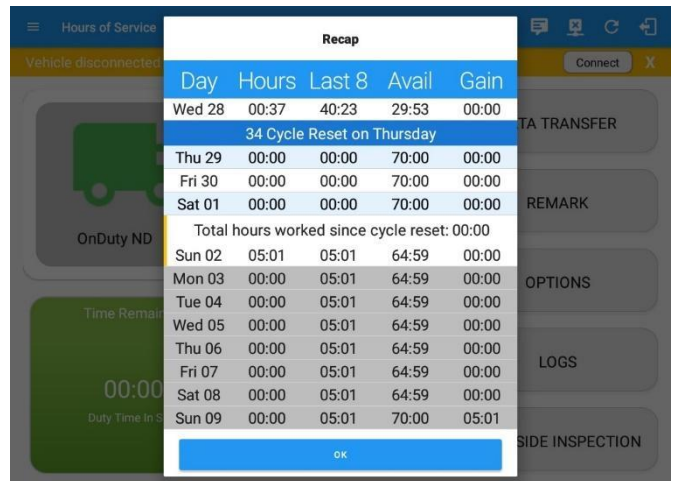 Hours of Service
Recap
Vehicle disconnected
Connect X
Day Hours Last 8 Avail Gain
Wed 28 00:37 40:23 29:53 00:00
34 Cycle Reset on Thursday
Thu 29 00:00 00:00 70:00 00:00
Fri 30 00:00 00:00 70:00 00:00
Sat 01 00:00 00:00 70:00 00:00
Total hours worked since cycle reset: 00:00
Sun 02 05:01 05:01 64:59 00:00
Mon 03 00:00 05:01 64:59 00:00
Tue 04 00:00 05:01 64:59 00:00
Wed 05 00:00 05:01 64:59 00:00
Thu 06 00:00 05:01 64:59 00:00
Fri 07 00:00 05:01 64:59 00:00
Sat 08 00:00 05:01 64:59 00:00
Sun 09 00:00 05:01 70:00 05:01
OK
OnDuty ND
Time Remain
00:00
Duty Time In S
TA TRANSFER
REMARK
OPTIONS
LOGS
SIDE INSPECTION